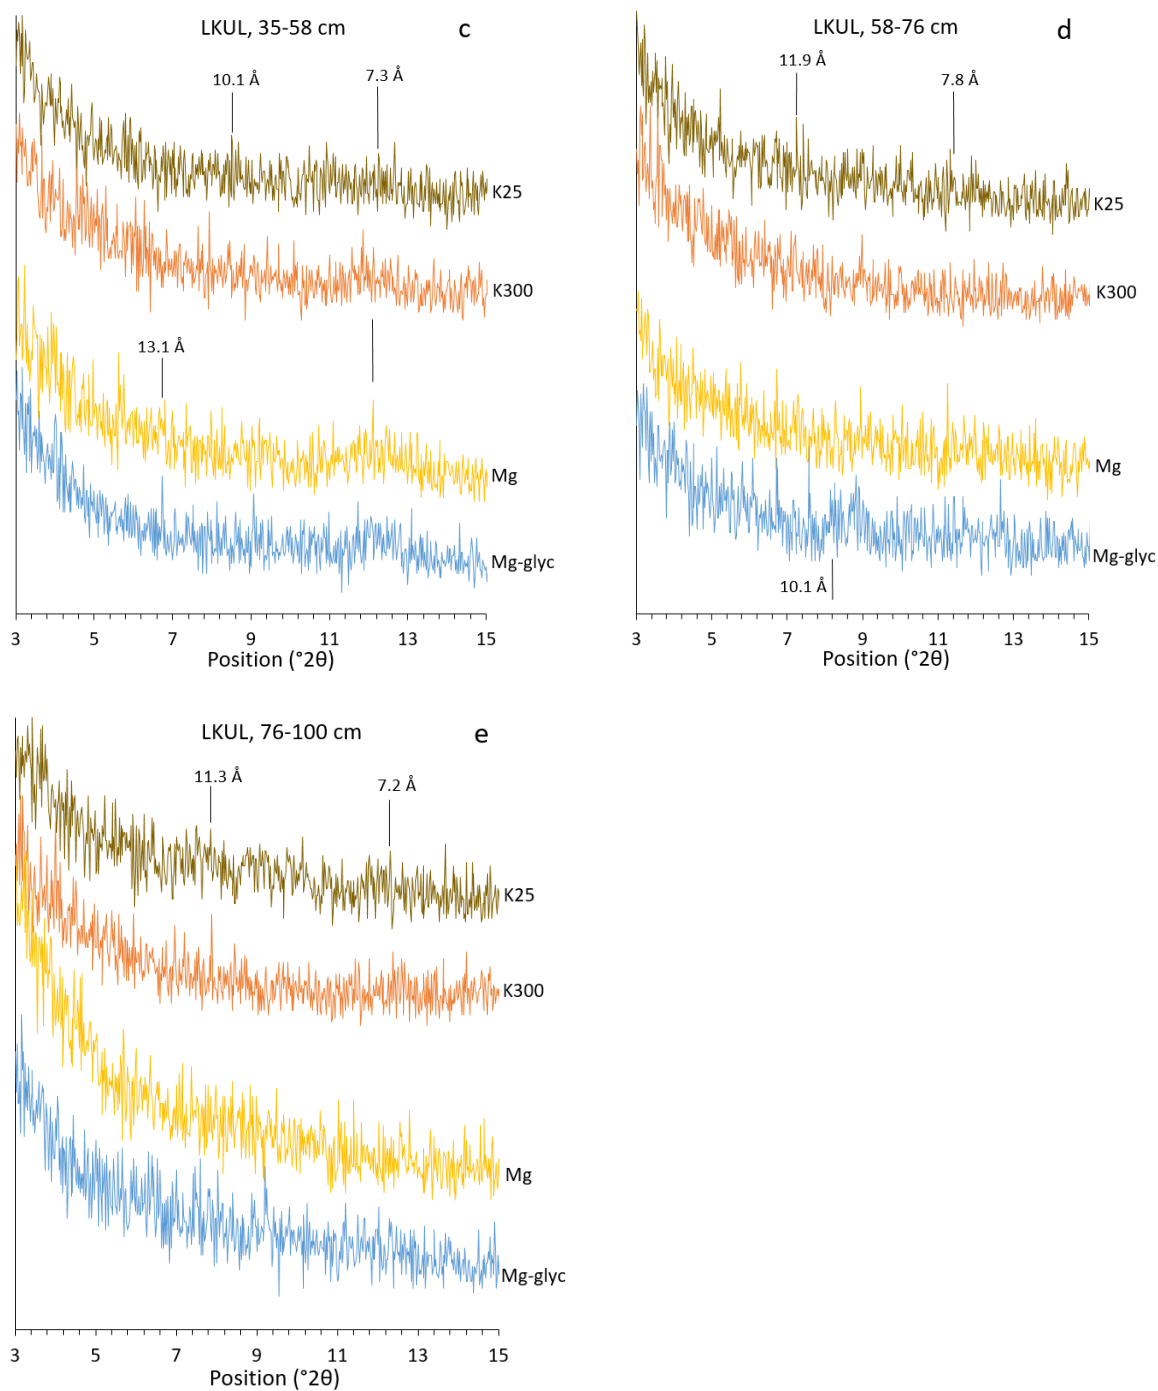 LKUL, 35-58 cm
c
10.1 Å
7.3 Å
K25
K300
13.1 Å
Mg
Mg-glyc
3 5 7 9 11 13 15
Position (°2θ)
LKUL, 58-76 cm
d
11.9 Å
7.8 Å
K25
K300
Mg
Mg-glyc
10.1 Å
3 5 7 9 11 13 15
Position (°2θ)
LKUL, 76-100 cm
e
11.3 Å
7.2 Å
K25
K300
Mg
Mg-glyc
3 5 7 9 11 13 15
Position (°2θ)